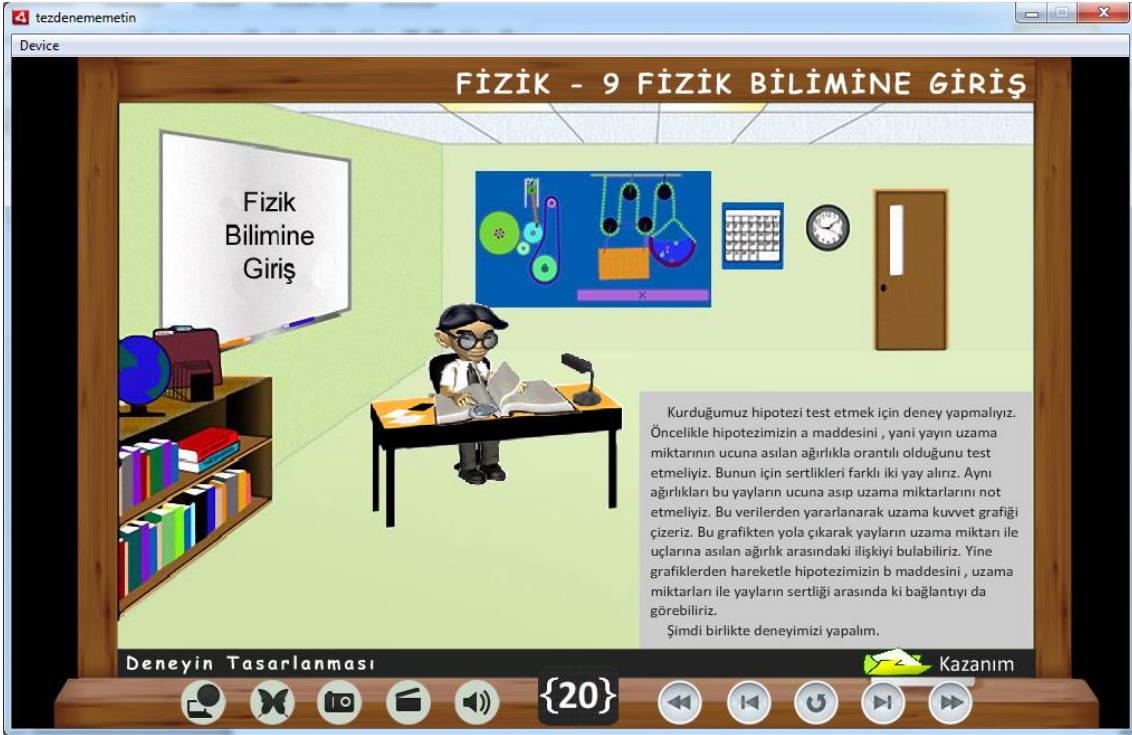 tezdenememetin
Device
FİZİK - 9 FİZİK BİLİMİNE GİRİŞ
Fizik
Bilimine
Giriş
Kurduğumuz hipotezi test etmek için deney yapmalıyız.
Öncelikle hipotezimizin a maddesini , yani yayın uzama
miktarının ucuna asılan ağırlıkla orantılı olduğunu test
etmeliyiz. Bunun için sertlikleri farklı iki yay alırız. Aynı
ağırlıkları bu yayların ucuna asıp uzama miktarlarını not
etmeliyiz. Bu verilerden yararlanarak uzama kuvvet grafiği
çizeriz. Bu grafikten yola çıkarak yayların uzama miktarı ile
uçlarına asılan ağırlık arasındaki ilişkiyi bulabiliriz. Yine
grafiklerden hareketle hipotezimizin b maddesini , uzama
miktarları ile yayların sertliği arasında ki bağlantıyı da
görebiliriz.
Şimdi birlikte deneyimizi yapalım.
Deneyin Tasarlanması
Kazanım
{20}